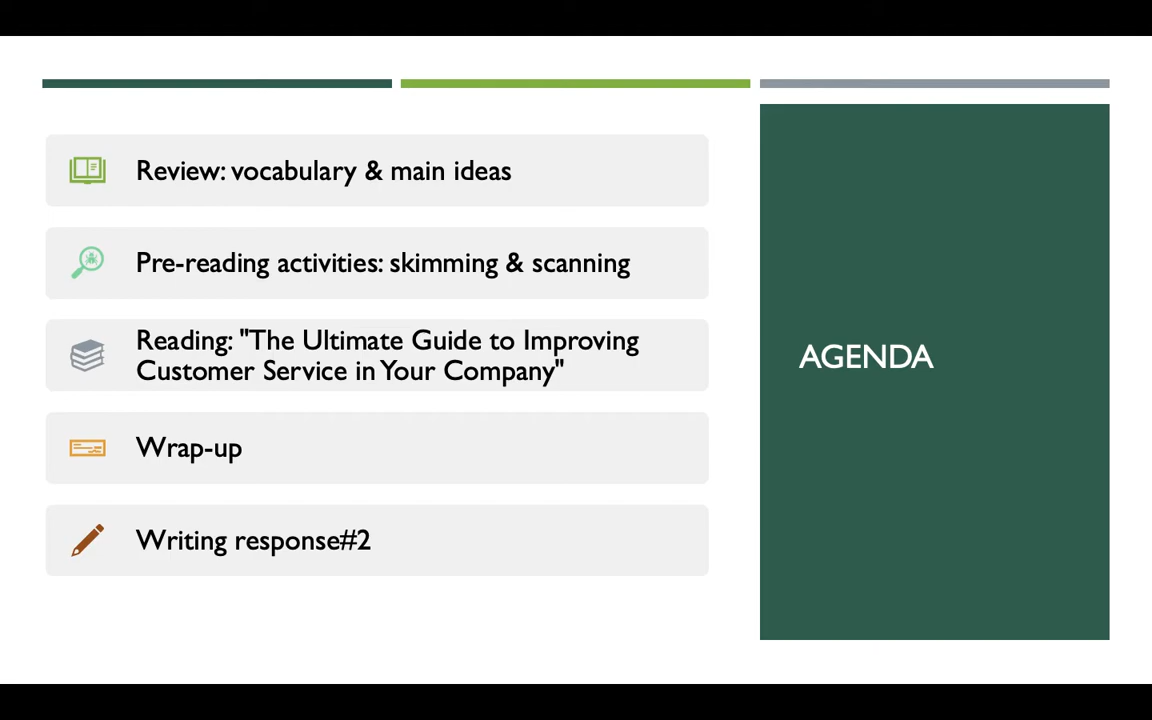 Review: vocabulary & main ideas
Pre-reading activities: skimming & scanning
Reading: "The Ultimate Guide to Improving
Customer Service in Your Company"
Wrap-up
Writing response#2
AGENDA